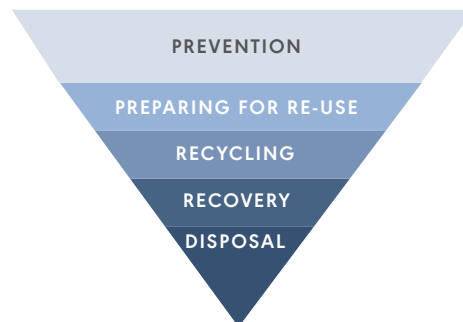 PREVENTION
PREPARING FOR RE-USE
RECYCLING
RECOVERY
DISPOSAL